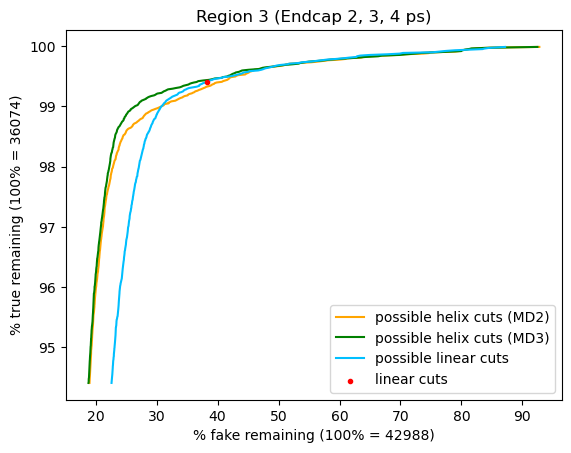 Region 3 (Endcap 2, 3, 4 ps)
% true remaining (100% = 36074)
100
99
98
97
96
95
20 30 40 50 60 70 80 90
% fake remaining (100% = 42988)
possible helix cuts (MD2)
possible helix cuts (MD3)
possible linear cuts
linear cuts